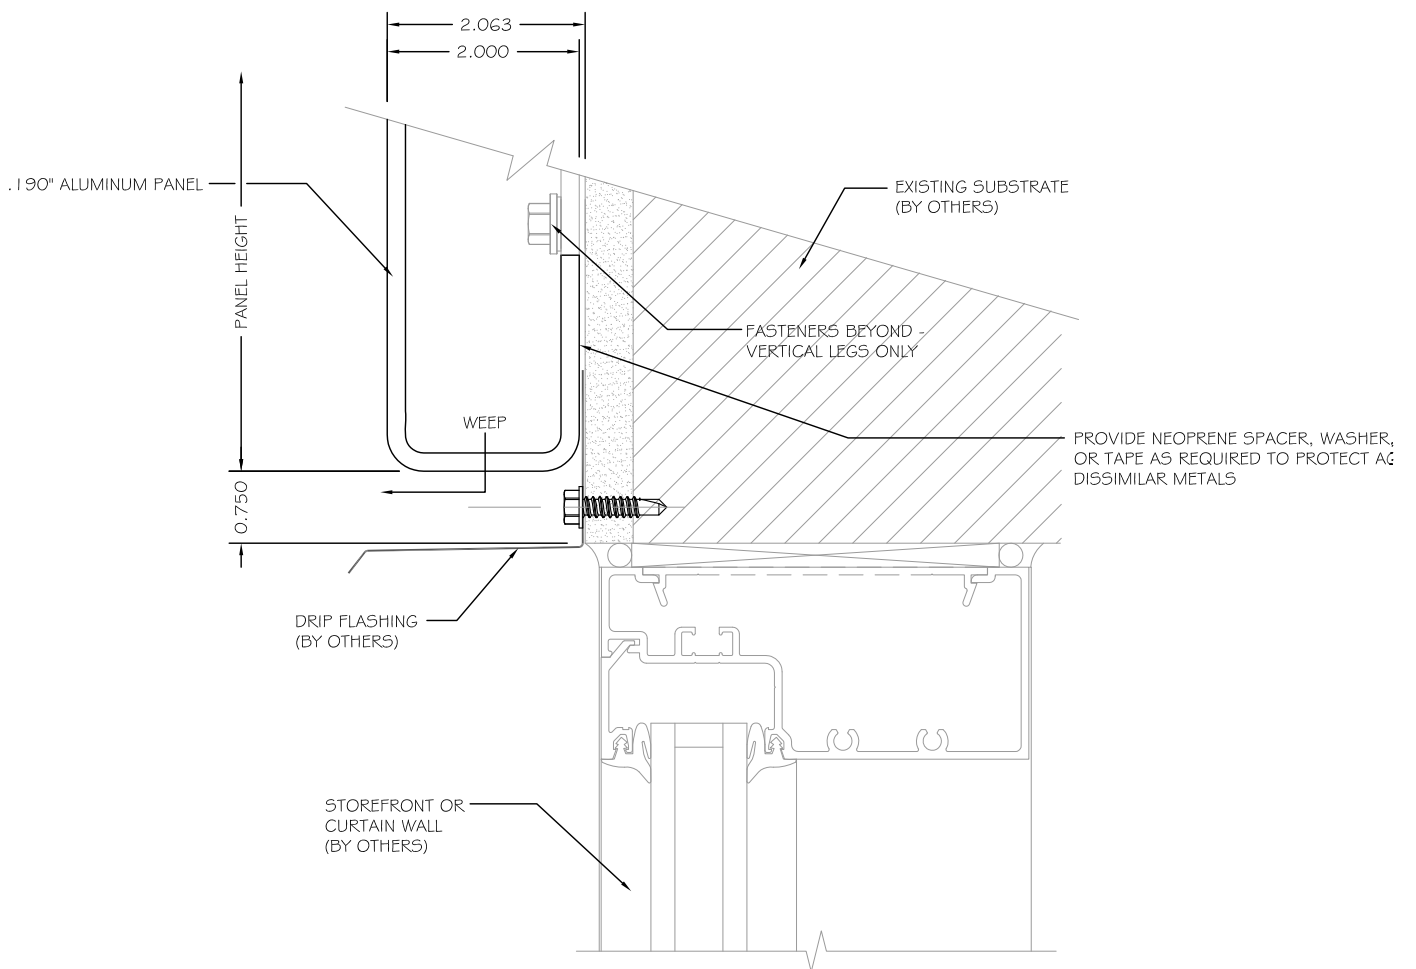 2.063
2.000
.190" ALUMINUM PANEL
PANEL HEIGHT
EXISTING SUBSTRATE
(BY OTHERS)
FASTENERS BEYOND -
VERTICAL LEGS ONLY
WEEP
PROVIDE NEOPRENE SPACER, WASHER,
OR TAPE AS REQUIRED TO PROTECT
DISSIMILAR METALS
0.750
DRIP FLASHING
(BY OTHERS)
STOREFRONT OR
CURTAIN WALL
(BY OTHERS)